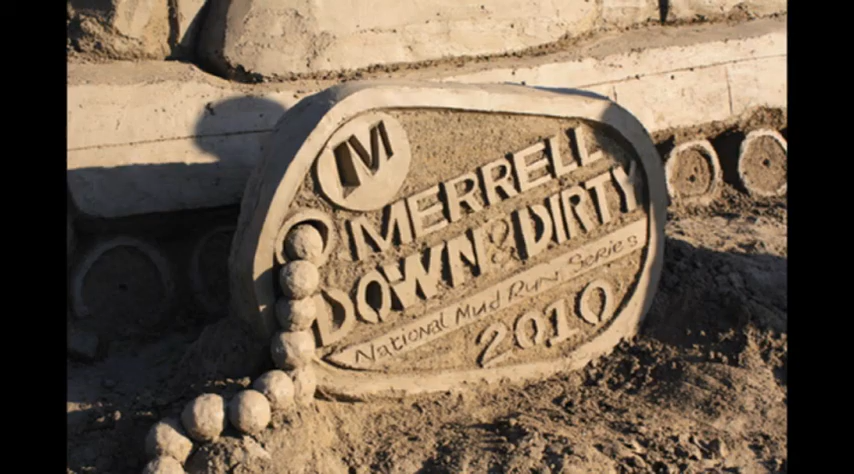 M
MERRELL
DOWN & DIRTY
National Mud Run Series
2010